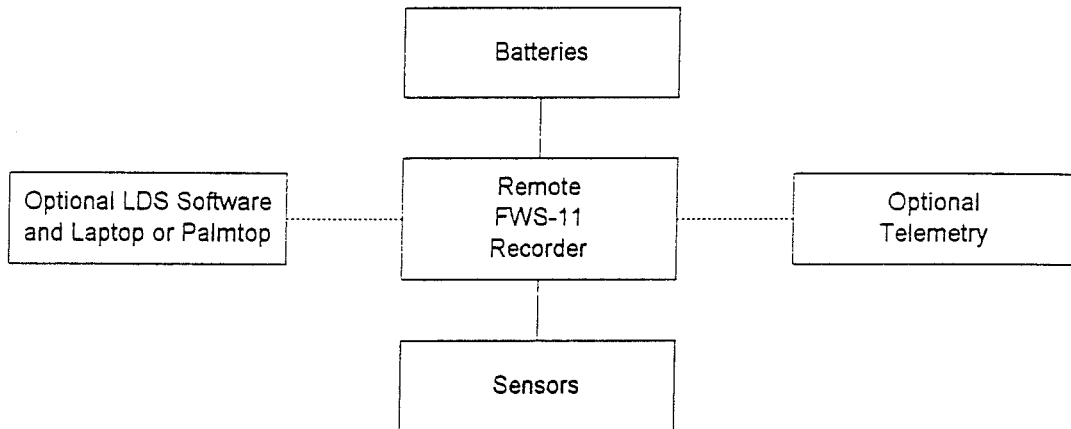 Batteries
Optional LDS Software
and Laptop or Palmtop
Remote
FWS-11
Recorder
Optional
Telemetry
Sensors